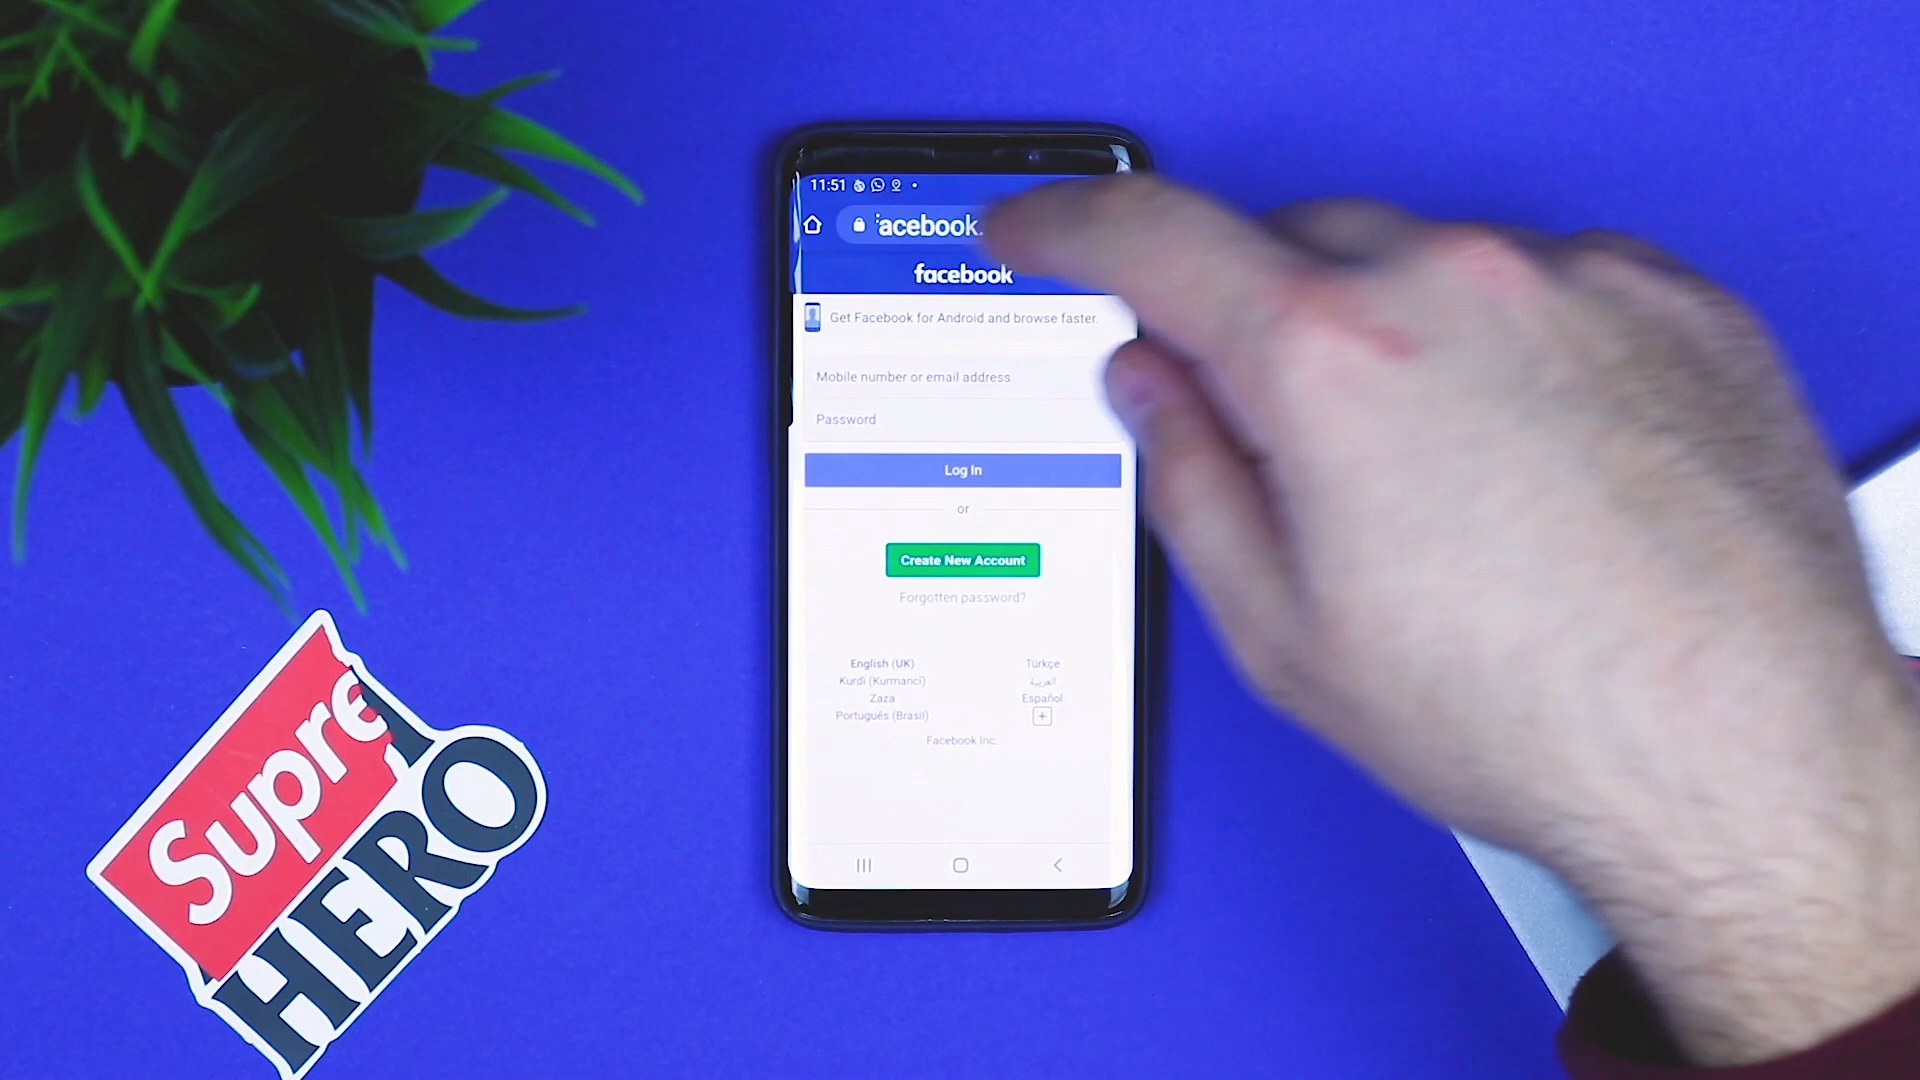 11:51
acebook.
facebook
Get Facebook for Android and browse faster.
Mobile number or email address
Password
Log In
or
Create New Account
Forgotten password?
English (UK)
Türkçe
Kurdî (Kurmancî)
العربية
Zaza
Español
Português (Brasil)
Facebook Inc.
Supre
HERO